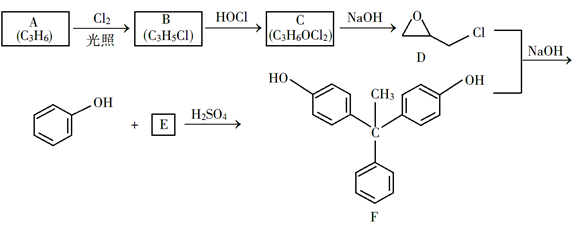 A Cl2 B HOCl C NaOH O Cl
(C3H6) 光照 (C3H5Cl) (C3H6OCl2) D NaOH
HO CH3 OH
OH C
+ E H2SO4
F